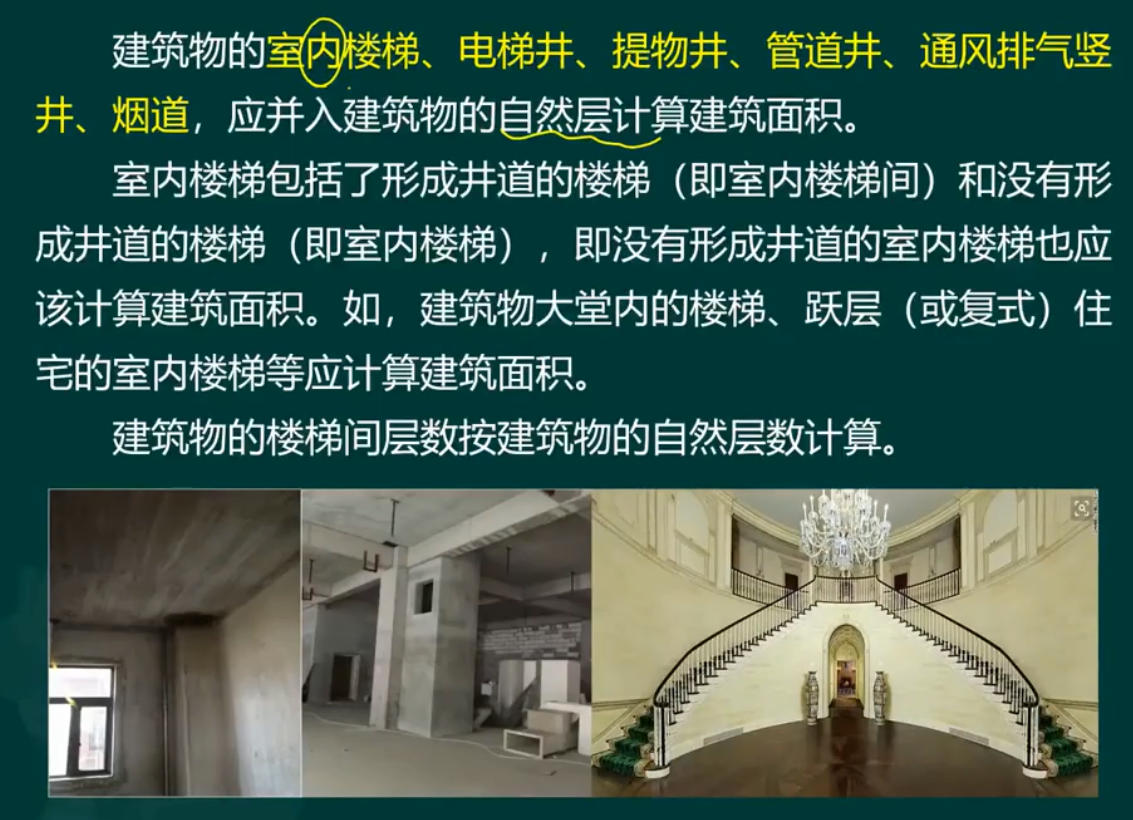 建筑物的室内楼梯、电梯井、提物井、管道井、通风排气竖
井、烟道，应并入建筑物的自然层计算建筑面积。
室内楼梯包括了形成井道的楼梯（即室内楼梯间）和没有形
成井道的楼梯（即室内楼梯），即没有形成井道的室内楼梯也应
该计算建筑面积。如，建筑物大堂内的楼梯、跃层（或复式）住
宅的室内楼梯等应计算建筑面积。
建筑物的楼梯间层数按建筑物的自然层数计算。